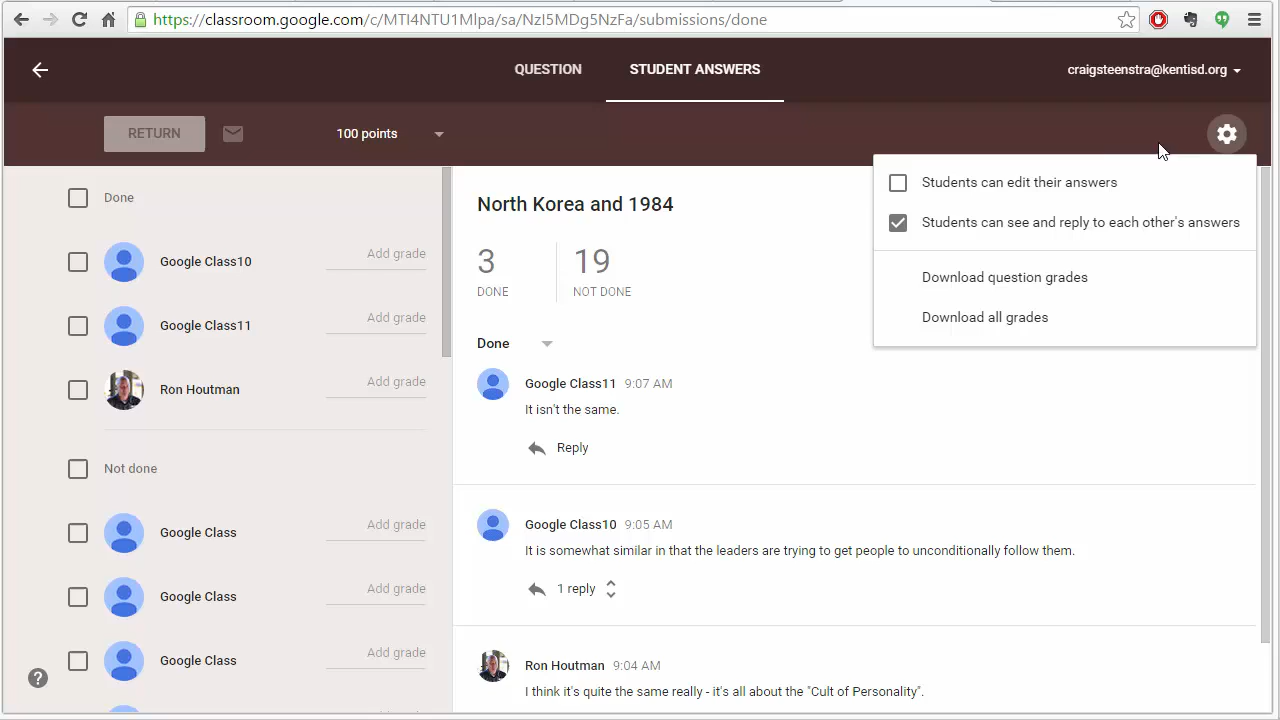 https://classroom.google.com/c/MTI4NTU1Mlpa/sa/NzI5MDg5NzFa/submissions/done
QUESTION
STUDENT ANSWERS
craigsteenstra@kentisd.org
RETURN
100 points
Students can edit their answers
Students can see and reply to each other's answers
Download question grades
Download all grades
Done
Google Class10
Add grade
Google Class11
Add grade
Ron Houtman
Add grade
Not done
Google Class
Add grade
Google Class
Add grade
Google Class
Add grade
North Korea and 1984
3
DONE
19
NOT DONE
Done
Google Class11 9:07 AM
It isn't the same.
Reply
Google Class10 9:05 AM
It is somewhat similar in that the leaders are trying to get people to unconditionally follow them.
1 reply
Ron Houtman 9:04 AM
I think it's quite the same really - it's all about the "Cult of Personality".
?